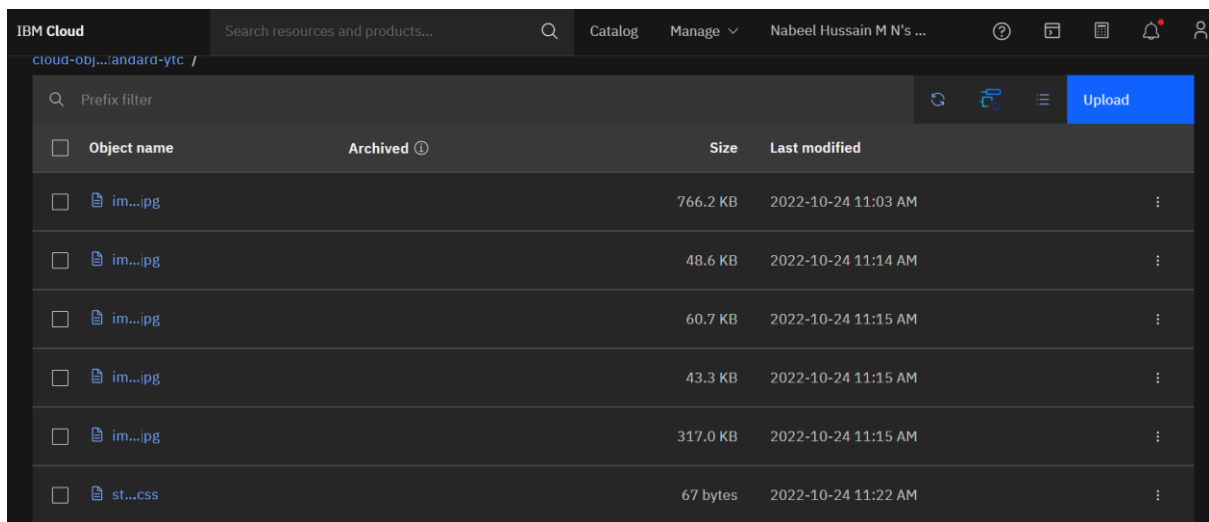 IBM Cloud Search resources and products... Catalog Manage Nabeel Hussain M N's ...
cloud-obj...tandard-ytc /
Prefix filter Upload
Object name Archived Size Last modified
im...jpg 766.2 KB 2022-10-24 11:03 AM
im...jpg 48.6 KB 2022-10-24 11:14 AM
im...jpg 60.7 KB 2022-10-24 11:15 AM
im...jpg 43.3 KB 2022-10-24 11:15 AM
im...jpg 317.0 KB 2022-10-24 11:15 AM
st...css 67 bytes 2022-10-24 11:22 AM